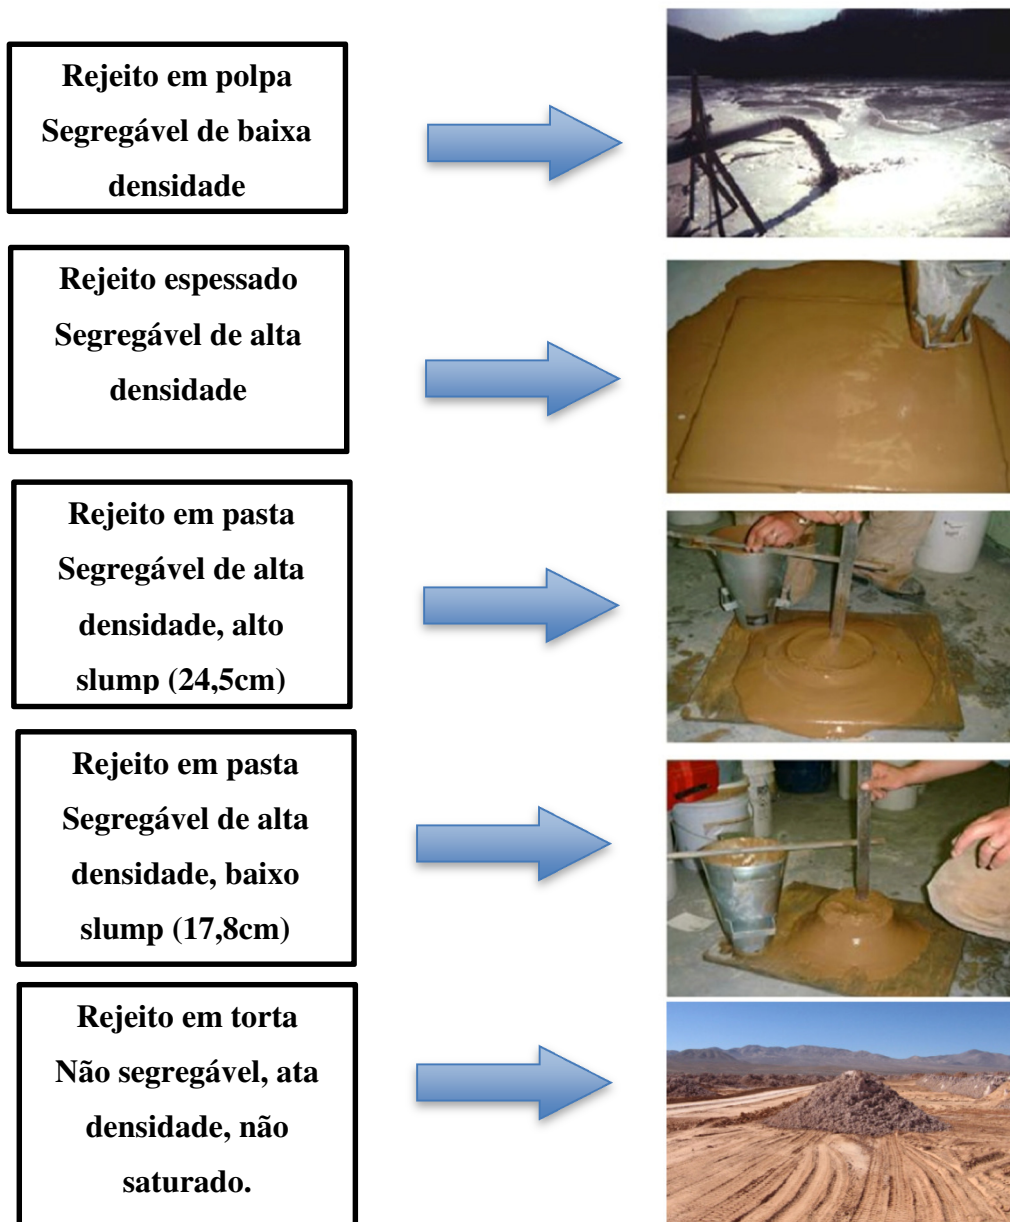 Rejeito em polpa
Segregável de baixa
densidade
Rejeito espessado
Segregável de alta
densidade
Rejeito em pasta
Segregável de alta
densidade, alto
slump (24,5cm)
Rejeito em pasta
Segregável de alta
densidade, baixo
slump (17,8cm)
Rejeito em torta
Não segregável, ata
densidade, não
saturado.